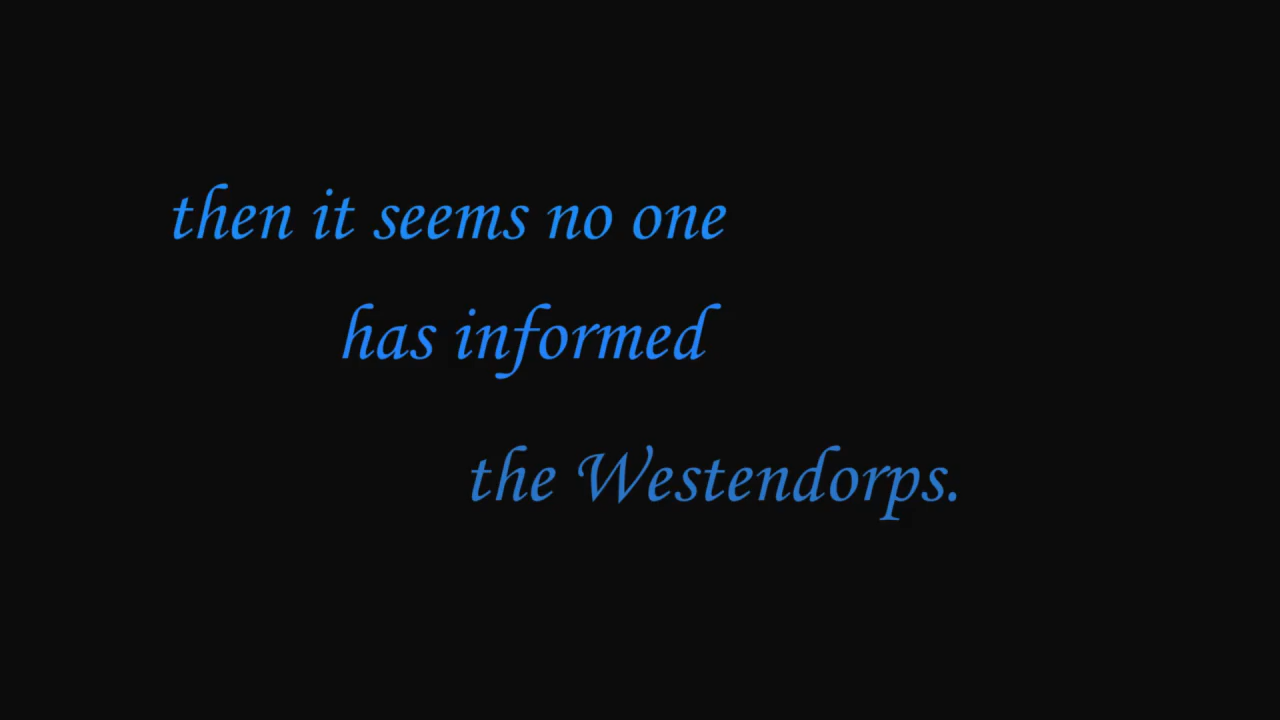 then it seems no one
has informed
the Westendorps.